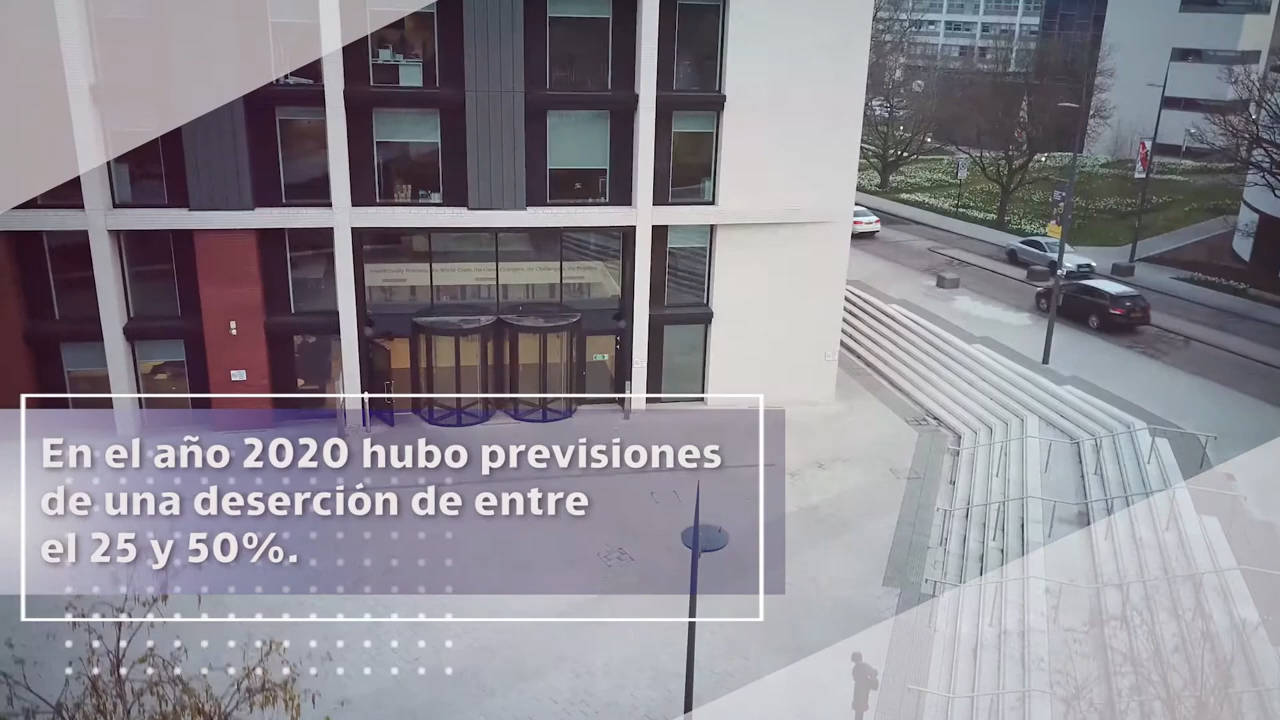 En el año 2020 hubo previsiones
de una deserción de entre
el 25 y 50%.